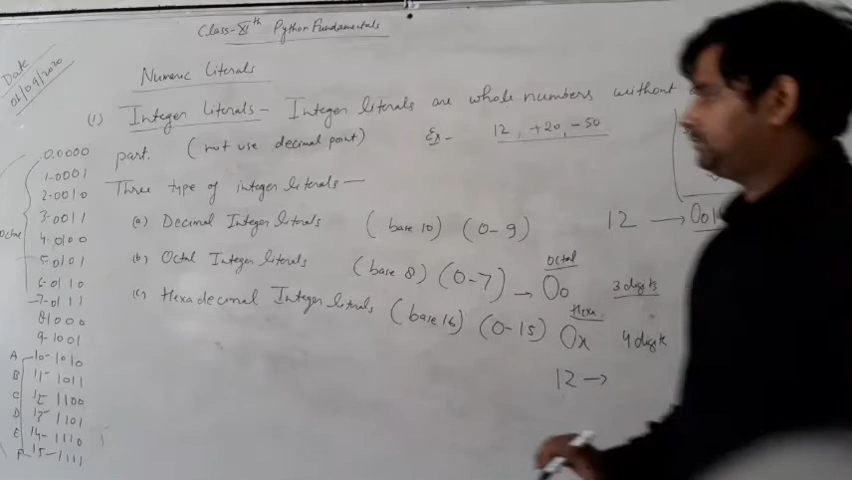 Class-XIth Python Fundamentals
Date
01/09/2020
Numeric Literals
(i) Integer Literals - Integer literals are whole numbers without
part. (not use decimal point) Ex- 12, +20, -50
Three type of integer literals —
(a) Decimal Integer literals (base 10) (0-9)
12 → 0o1
(b) Octal Integer literals (base 8) (0-7) → Octal 0o 3 digits
(c) Hexadecimal Integer literals (base 16) (0-15) Hexa. 0x 4 digits
12 →
Octal
0.0000
1-0001
2-0010
3-0011
4-0100
5-0101
6-0110
7-0111
8-1000
9-1001
A 10-1010
B 11-1011
C 12 1100
D 13-1101
E 14-1110
F 15-1111